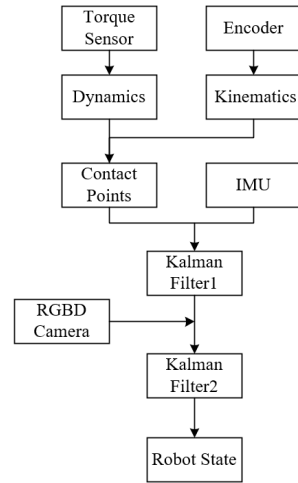 Torque
Sensor
Encoder
Dynamics
Kinematics
Contact
Points
IMU
Kalman
Filter1
RGBD
Camera
Kalman
Filter2
Robot State